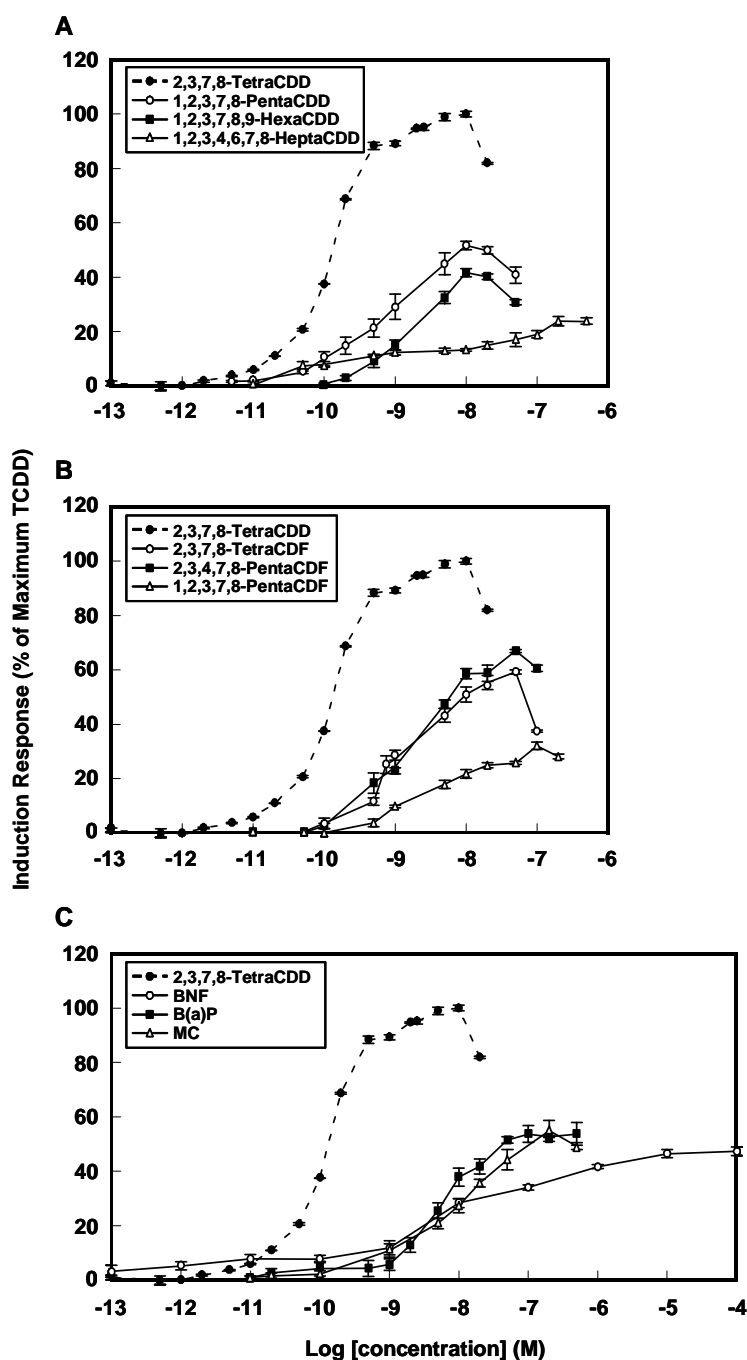 A
120
100
80
60
40
20
0
2,3,7,8-TetraCDD
1,2,3,7,8-PentaCDD
1,2,3,7,8,9-HexaCDD
1,2,3,4,6,7,8-HeptaCDD
-13 -12 -11 -10 -9 -8 -7 -6
Induction Response (% of Maximum TCDD)
B
120
100
80
60
40
20
0
2,3,7,8-TetraCDD
2,3,7,8-TetraCDF
2,3,4,7,8-PentaCDF
1,2,3,7,8-PentaCDF
-13 -12 -11 -10 -9 -8 -7 -6
C
120
100
80
60
40
20
0
2,3,7,8-TetraCDD
BNF
B(a)P
MC
-13 -12 -11 -10 -9 -8 -7 -6 -5 -4
Log [concentration] (M)